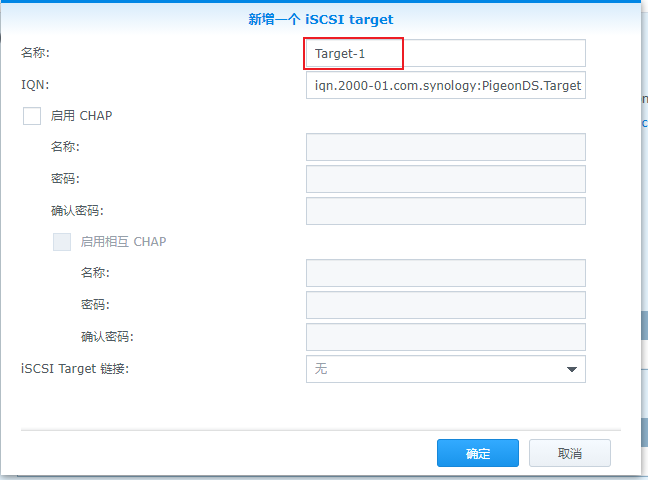 新增一个 iSCSI target
名称: Target-1
IQN: iqn.2000-01.com.synology:PigeonDS.Target
启用 CHAP
名称:
密码:
确认密码:
启用相互 CHAP
名称:
密码:
确认密码:
iSCSI Target 链接: 无
确定 取消